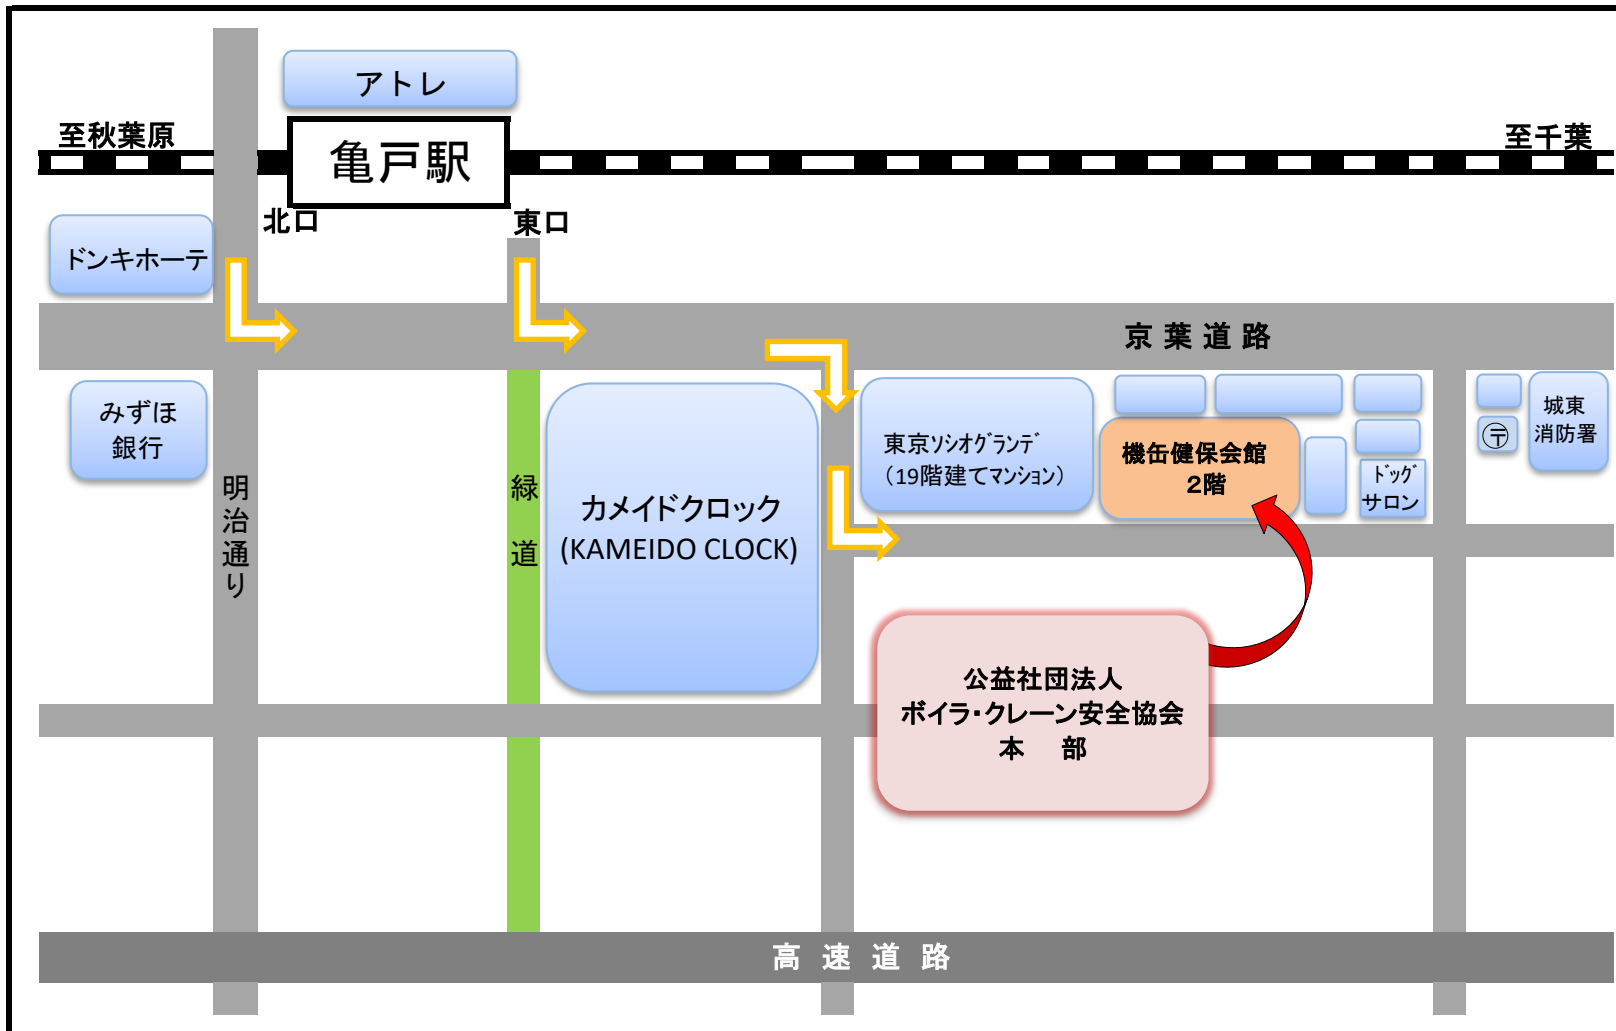 アトレ
至秋葉原
亀戸駅
至千葉
北口
東口
ドンキホーテ
京葉道路
みずほ
銀行
明治通り
緑道
カメイドクロック
(KAMEIDO CLOCK)
東京ｿｼｵｸﾞﾗﾝﾃﾞ
（19階建てﾏﾝｼｮﾝ）
機缶健保会館
２階
ﾄﾞｯｸﾞ
サロン
〶
城東
消防署
公益社団法人
ボイラ・クレーン安全協会
本　部
高速道路